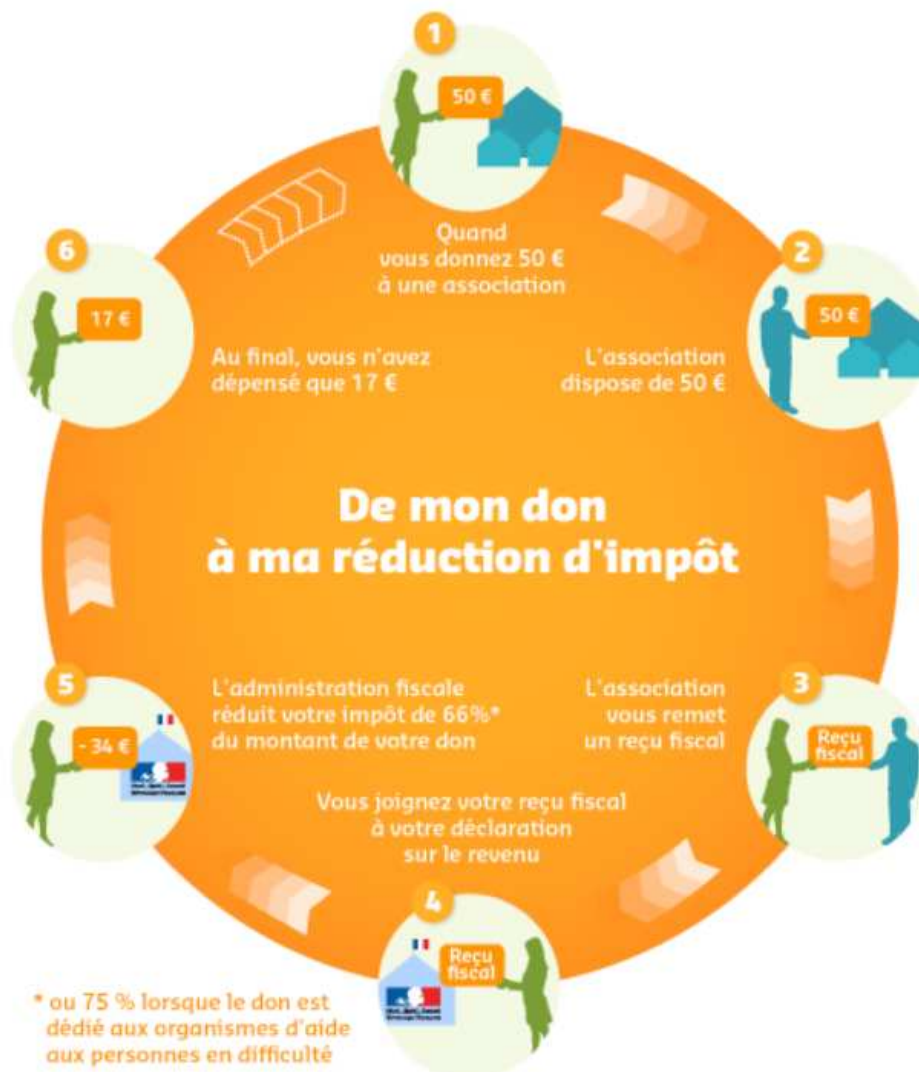 1
50 €
Quand
vous donnez 50 €
à une association
2
50 €
L'association
dispose de 50 €
De mon don
à ma réduction d'impôt
3
Reçu
fiscal
L'association
vous remet
un reçu fiscal
4
Reçu
fiscal
Vous joignez votre reçu fiscal
à votre déclaration
sur le revenu
5
- 34 €
L'administration fiscale
réduit votre impôt de 66%*
du montant de votre don
6
17 €
Au final, vous n'avez
dépensé que 17 €
* ou 75 % lorsque le don est
dédié aux organismes d'aide
aux personnes en difficulté